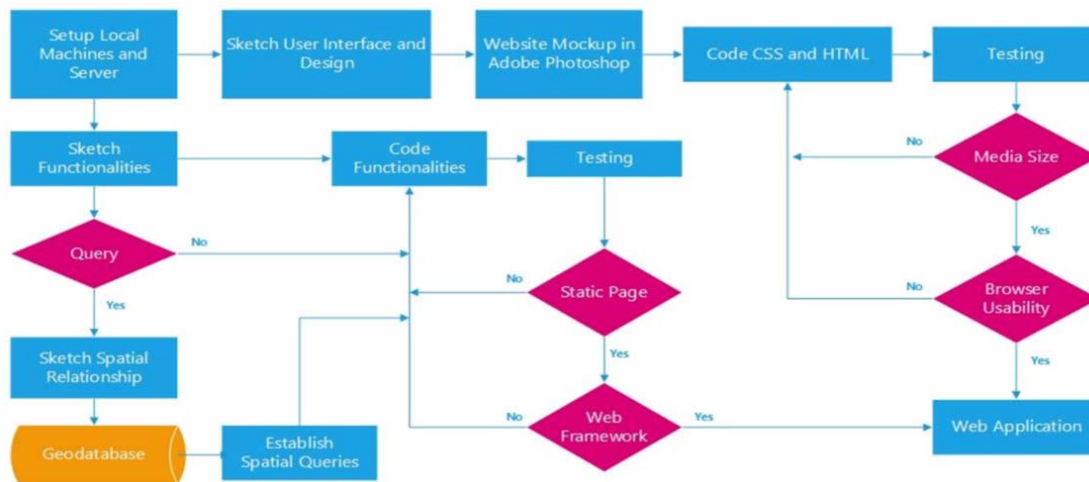 Setup Local
Machines and
Server
Sketch User Interface and
Design
Website Mockup in
Adobe Photoshop
Code CSS and HTML
Testing
Sketch
Functionalities
Code
Functionalities
Testing
No
Media Size
Query
No
Yes
No
Static Page
No
Browser
Usability
Yes
Yes
Yes
Sketch Spatial
Relationship
No
Web
Framework
Yes
Web Application
Geodatabase
Establish
Spatial Queries